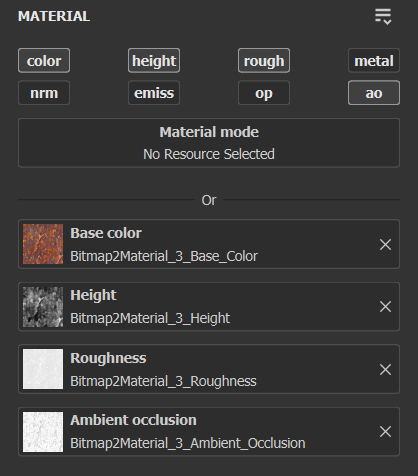 MATERIAL
color height rough metal
nrm emiss op ao
Material mode
No Resource Selected
Or
Base color
Bitmap2Material_3_Base_Color
Height
Bitmap2Material_3_Height
Roughness
Bitmap2Material_3_Roughness
Ambient occlusion
Bitmap2Material_3_Ambient_Occlusion